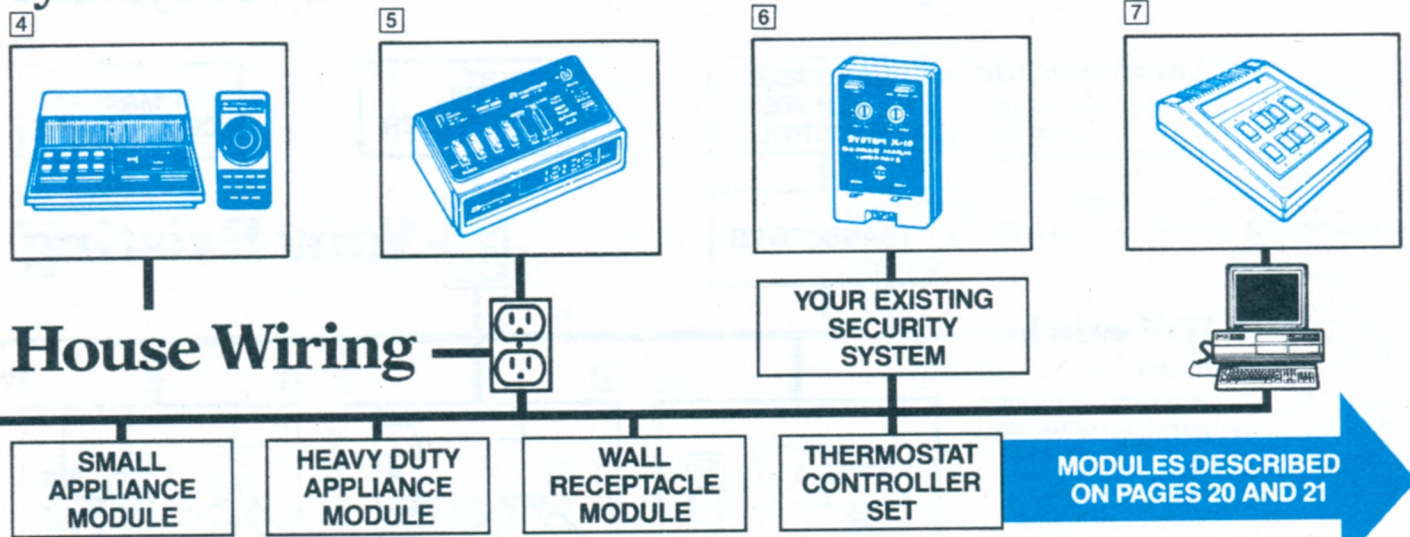 4
5
6
7
SYSTEM X-10
YOUR EXISTING
SECURITY
SYSTEM
House Wiring
SMALL
APPLIANCE
MODULE
HEAVY DUTY
APPLIANCE
MODULE
WALL
RECEPTACLE
MODULE
THERMOSTAT
CONTROLLER
SET
MODULES DESCRIBED
ON PAGES 20 AND 21